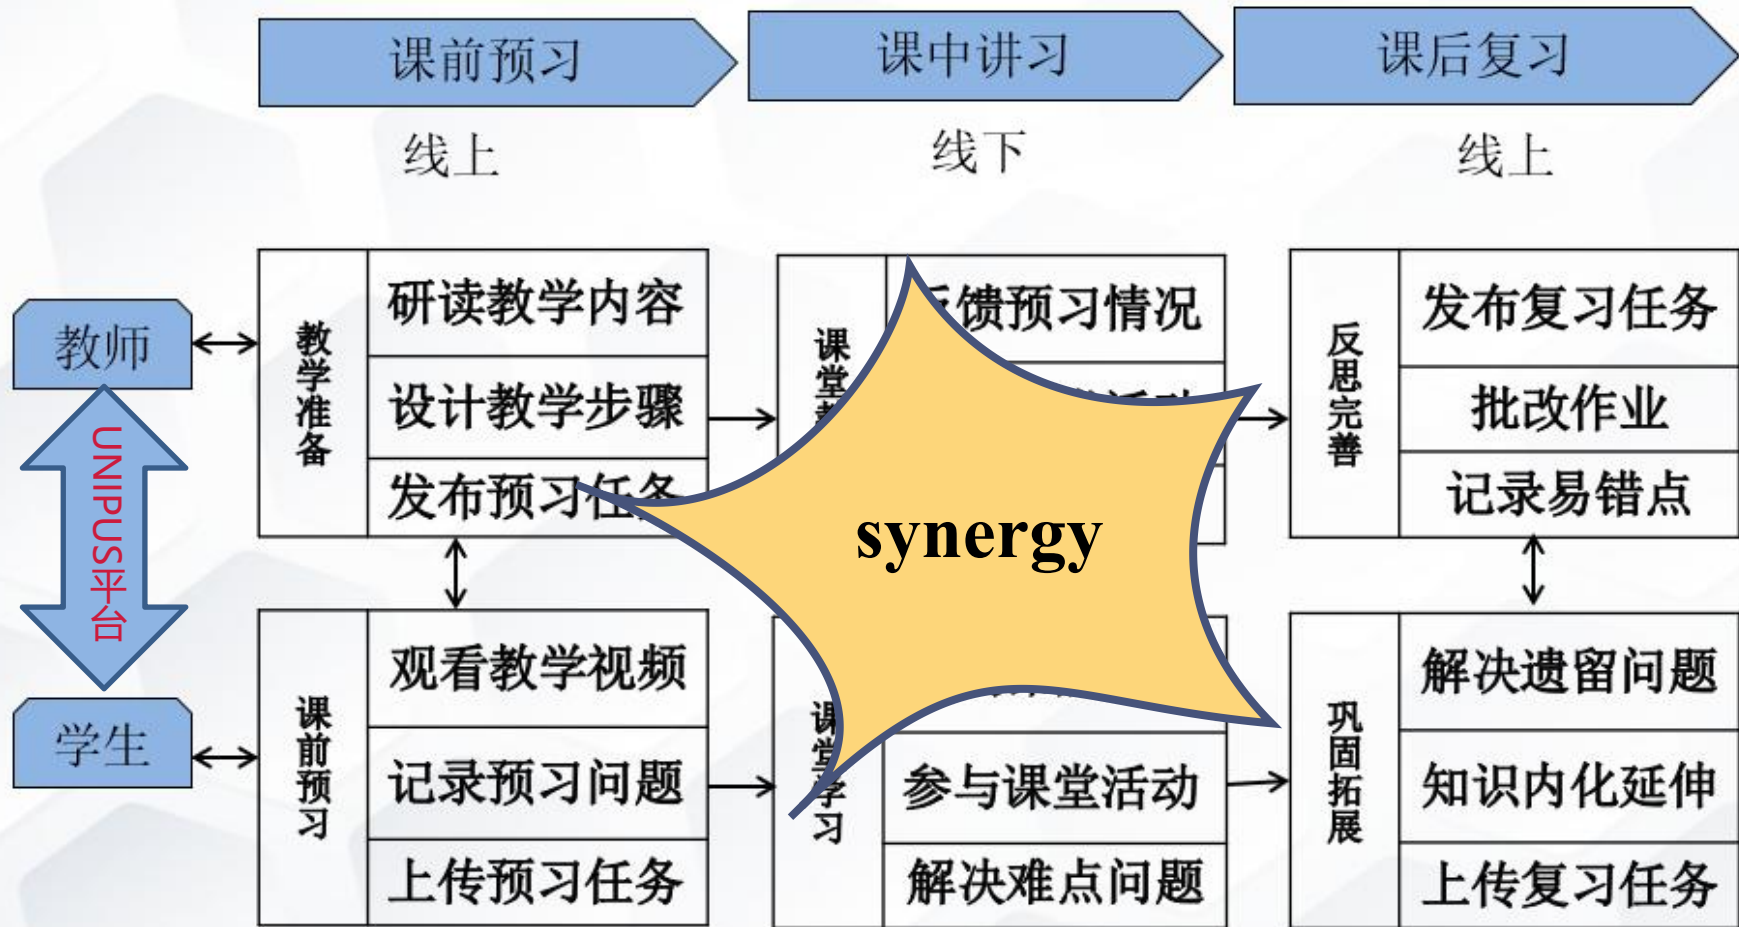 课前预习
课中讲习
课后复习
线上
线下
线上
教师
UNIPUS平台
学生
教学准备
研读教学内容
设计教学步骤
发布预习任务
课堂
馈预习情况
反思完善
发布复习任务
批改作业
记录易错点
synergy
课前预习
观看教学视频
记录预习问题
上传预习任务
课堂学习
参与课堂活动
解决难点问题
巩固拓展
解决遗留问题
知识内化延伸
上传复习任务